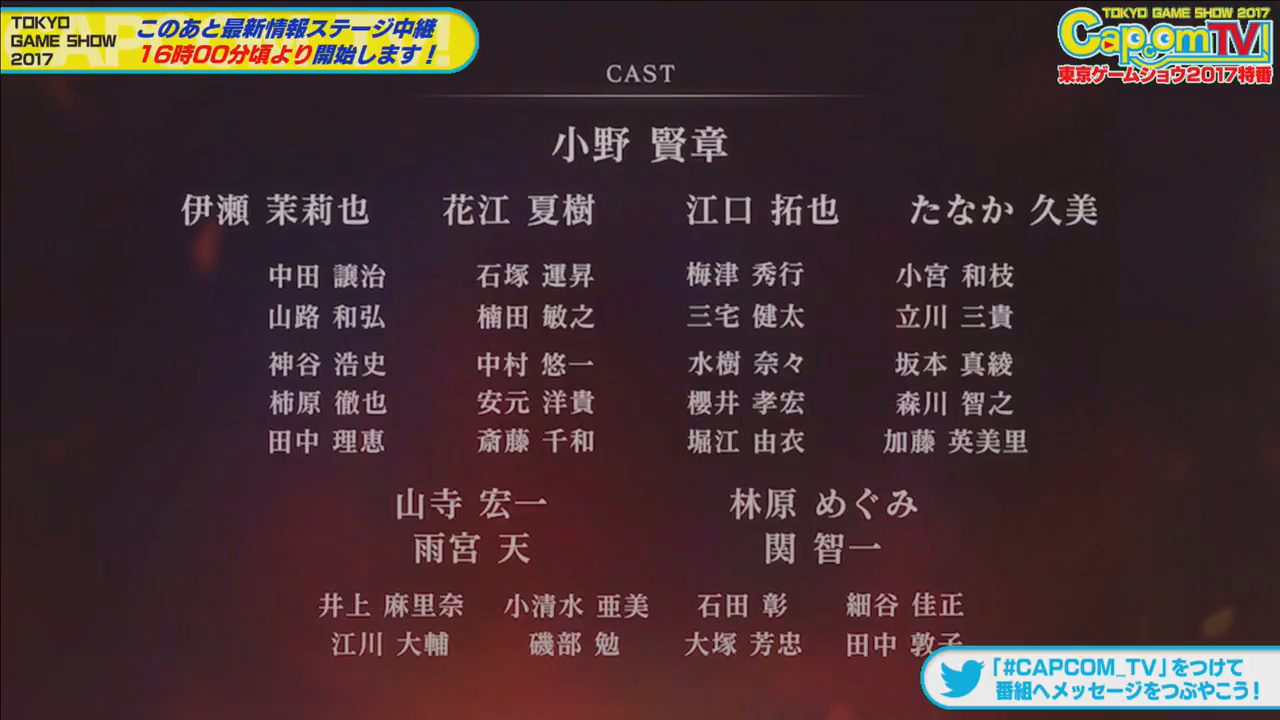 TOKYO
GAME SHOW
2017
このあと最新情報ステージ中継
16時00分頃より開始します！
TOKYO GAME SHOW 2017
CapcomTV!
東京ゲームショウ2017特番
CAST
小野 賢章
伊瀬 茉莉也 花江 夏樹 江口 拓也 たなか 久美
中田 譲治 石塚 運昇 梅津 秀行 小宮 和枝
山路 和弘 楠田 敏之 三宅 健太 立川 三貴
神谷 浩史 中村 悠一 水樹 奈々 坂本 真綾
柿原 徹也 安元 洋貴 櫻井 孝宏 森川 智之
田中 理恵 斎藤 千和 堀江 由衣 加藤 英美里
山寺 宏一 林原 めぐみ
雨宮 天 関 智一
井上 麻里奈 小清水 亜美 石田 彰 細谷 佳正
江川 大輔 磯部 勉 大塚 芳忠 田中 敦子
「#CAPCOM_TV」をつけて
番組へメッセージをつぶやこう！